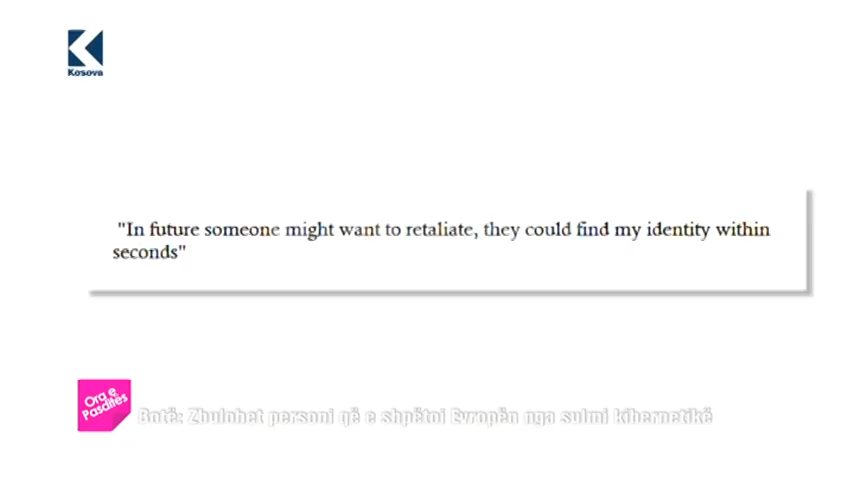 Kosova
"In future someone might want to retaliate, they could find my identity within
seconds"
Ora e
Pasdites
Botë: Zbulohet personi që e shpëtoi Evropën nga sulmi kibernetikë